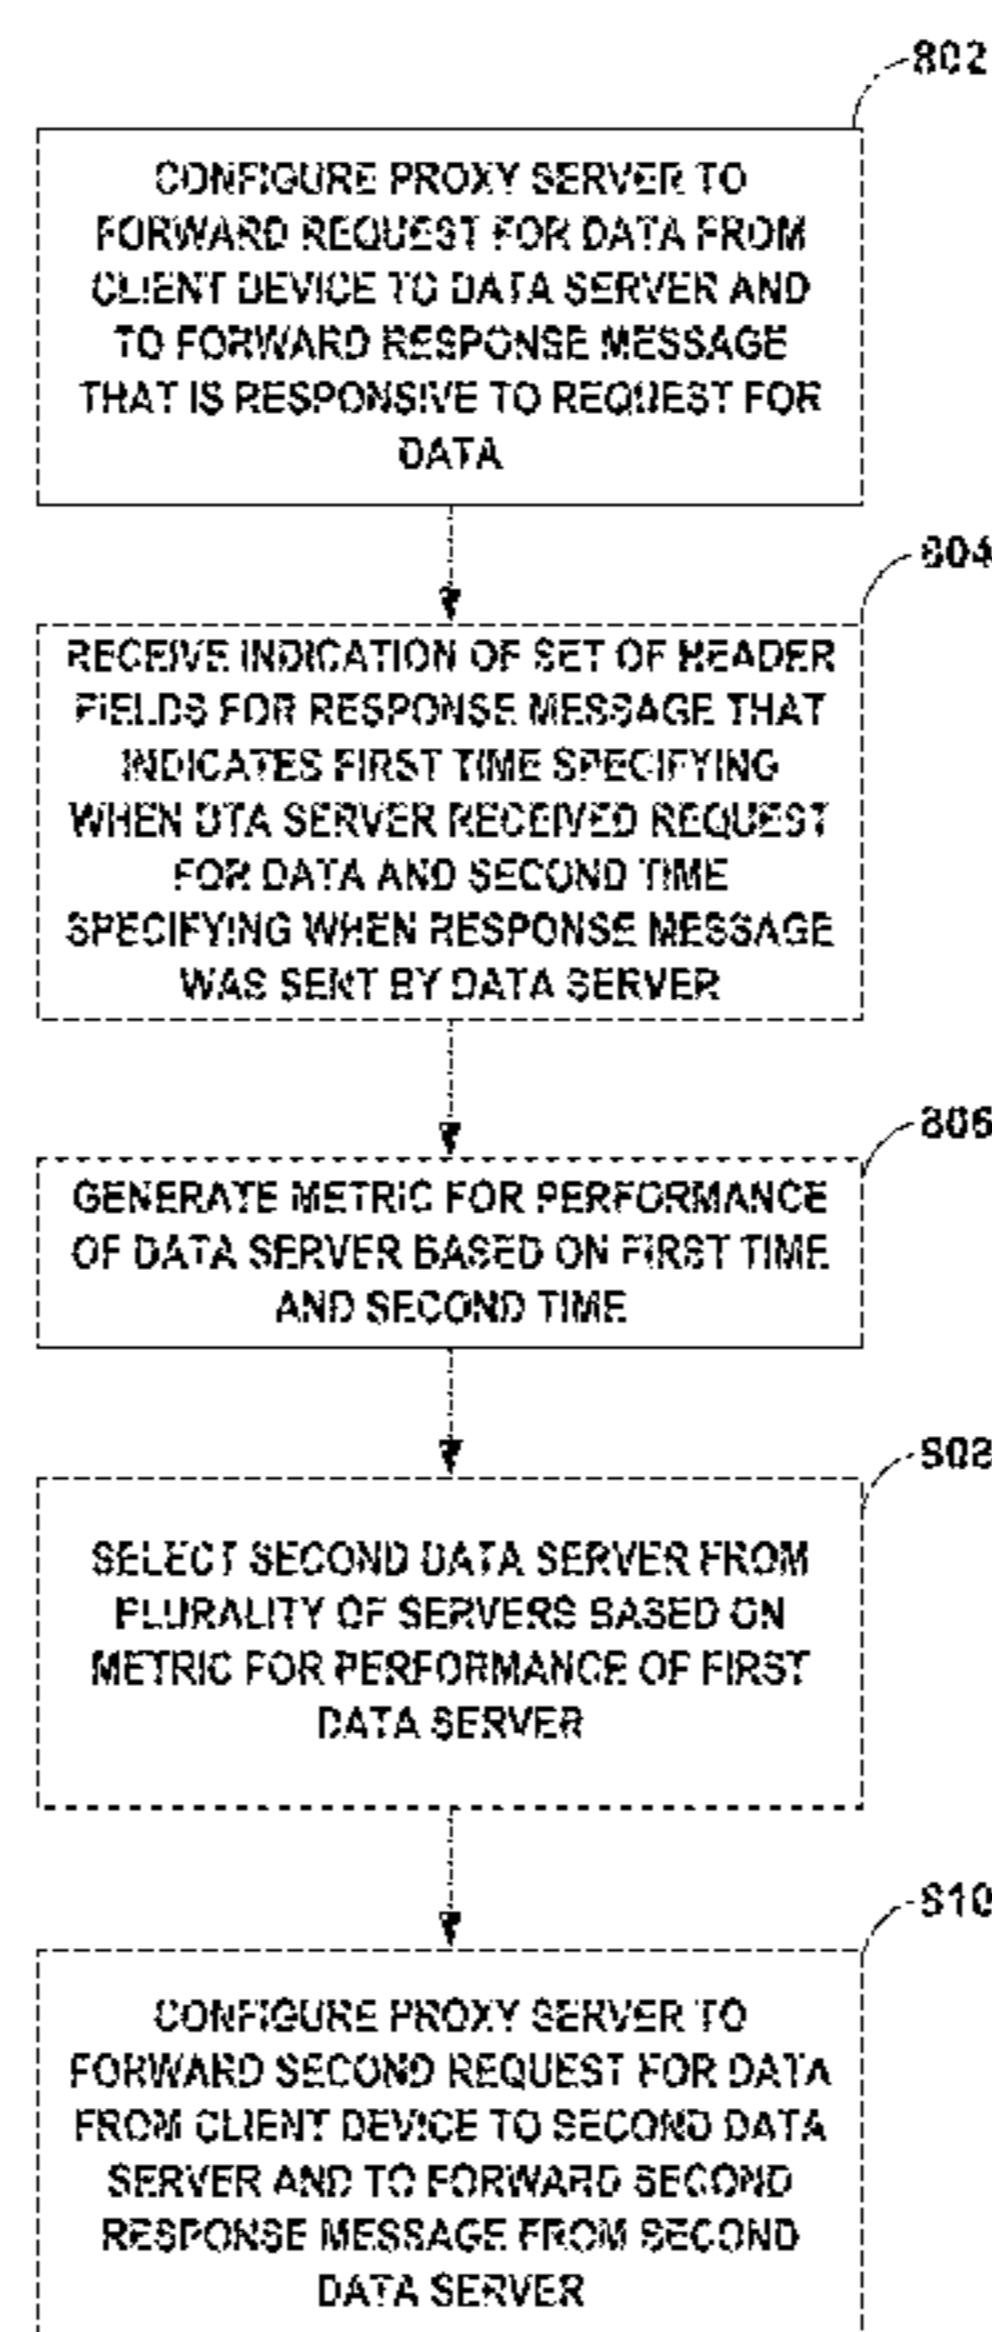 802
CONFIGURE PROXY SERVER TO
FORWARD REQUEST FOR DATA FROM
CLIENT DEVICE TO DATA SERVER AND
TO FORWARD RESPONSE MESSAGE
THAT IS RESPONSIVE TO REQUEST FOR
DATA
804
RECEIVE INDICATION OF SET OF HEADER
FIELDS FOR RESPONSE MESSAGE THAT
INDICATES FIRST TIME SPECIFYING
WHEN DTA SERVER RECEIVED REQUEST
FOR DATA AND SECOND TIME
SPECIFYING WHEN RESPONSE MESSAGE
WAS SENT BY DATA SERVER
806
GENERATE METRIC FOR PERFORMANCE
OF DATA SERVER BASED ON FIRST TIME
AND SECOND TIME
808
SELECT SECOND DATA SERVER FROM
PLURALITY OF SERVERS BASED ON
METRIC FOR PERFORMANCE OF FIRST
DATA SERVER
810
CONFIGURE PROXY SERVER TO
FORWARD SECOND REQUEST FOR DATA
FROM CLIENT DEVICE TO SECOND DATA
SERVER AND TO FORWARD SECOND
RESPONSE MESSAGE FROM SECOND
DATA SERVER